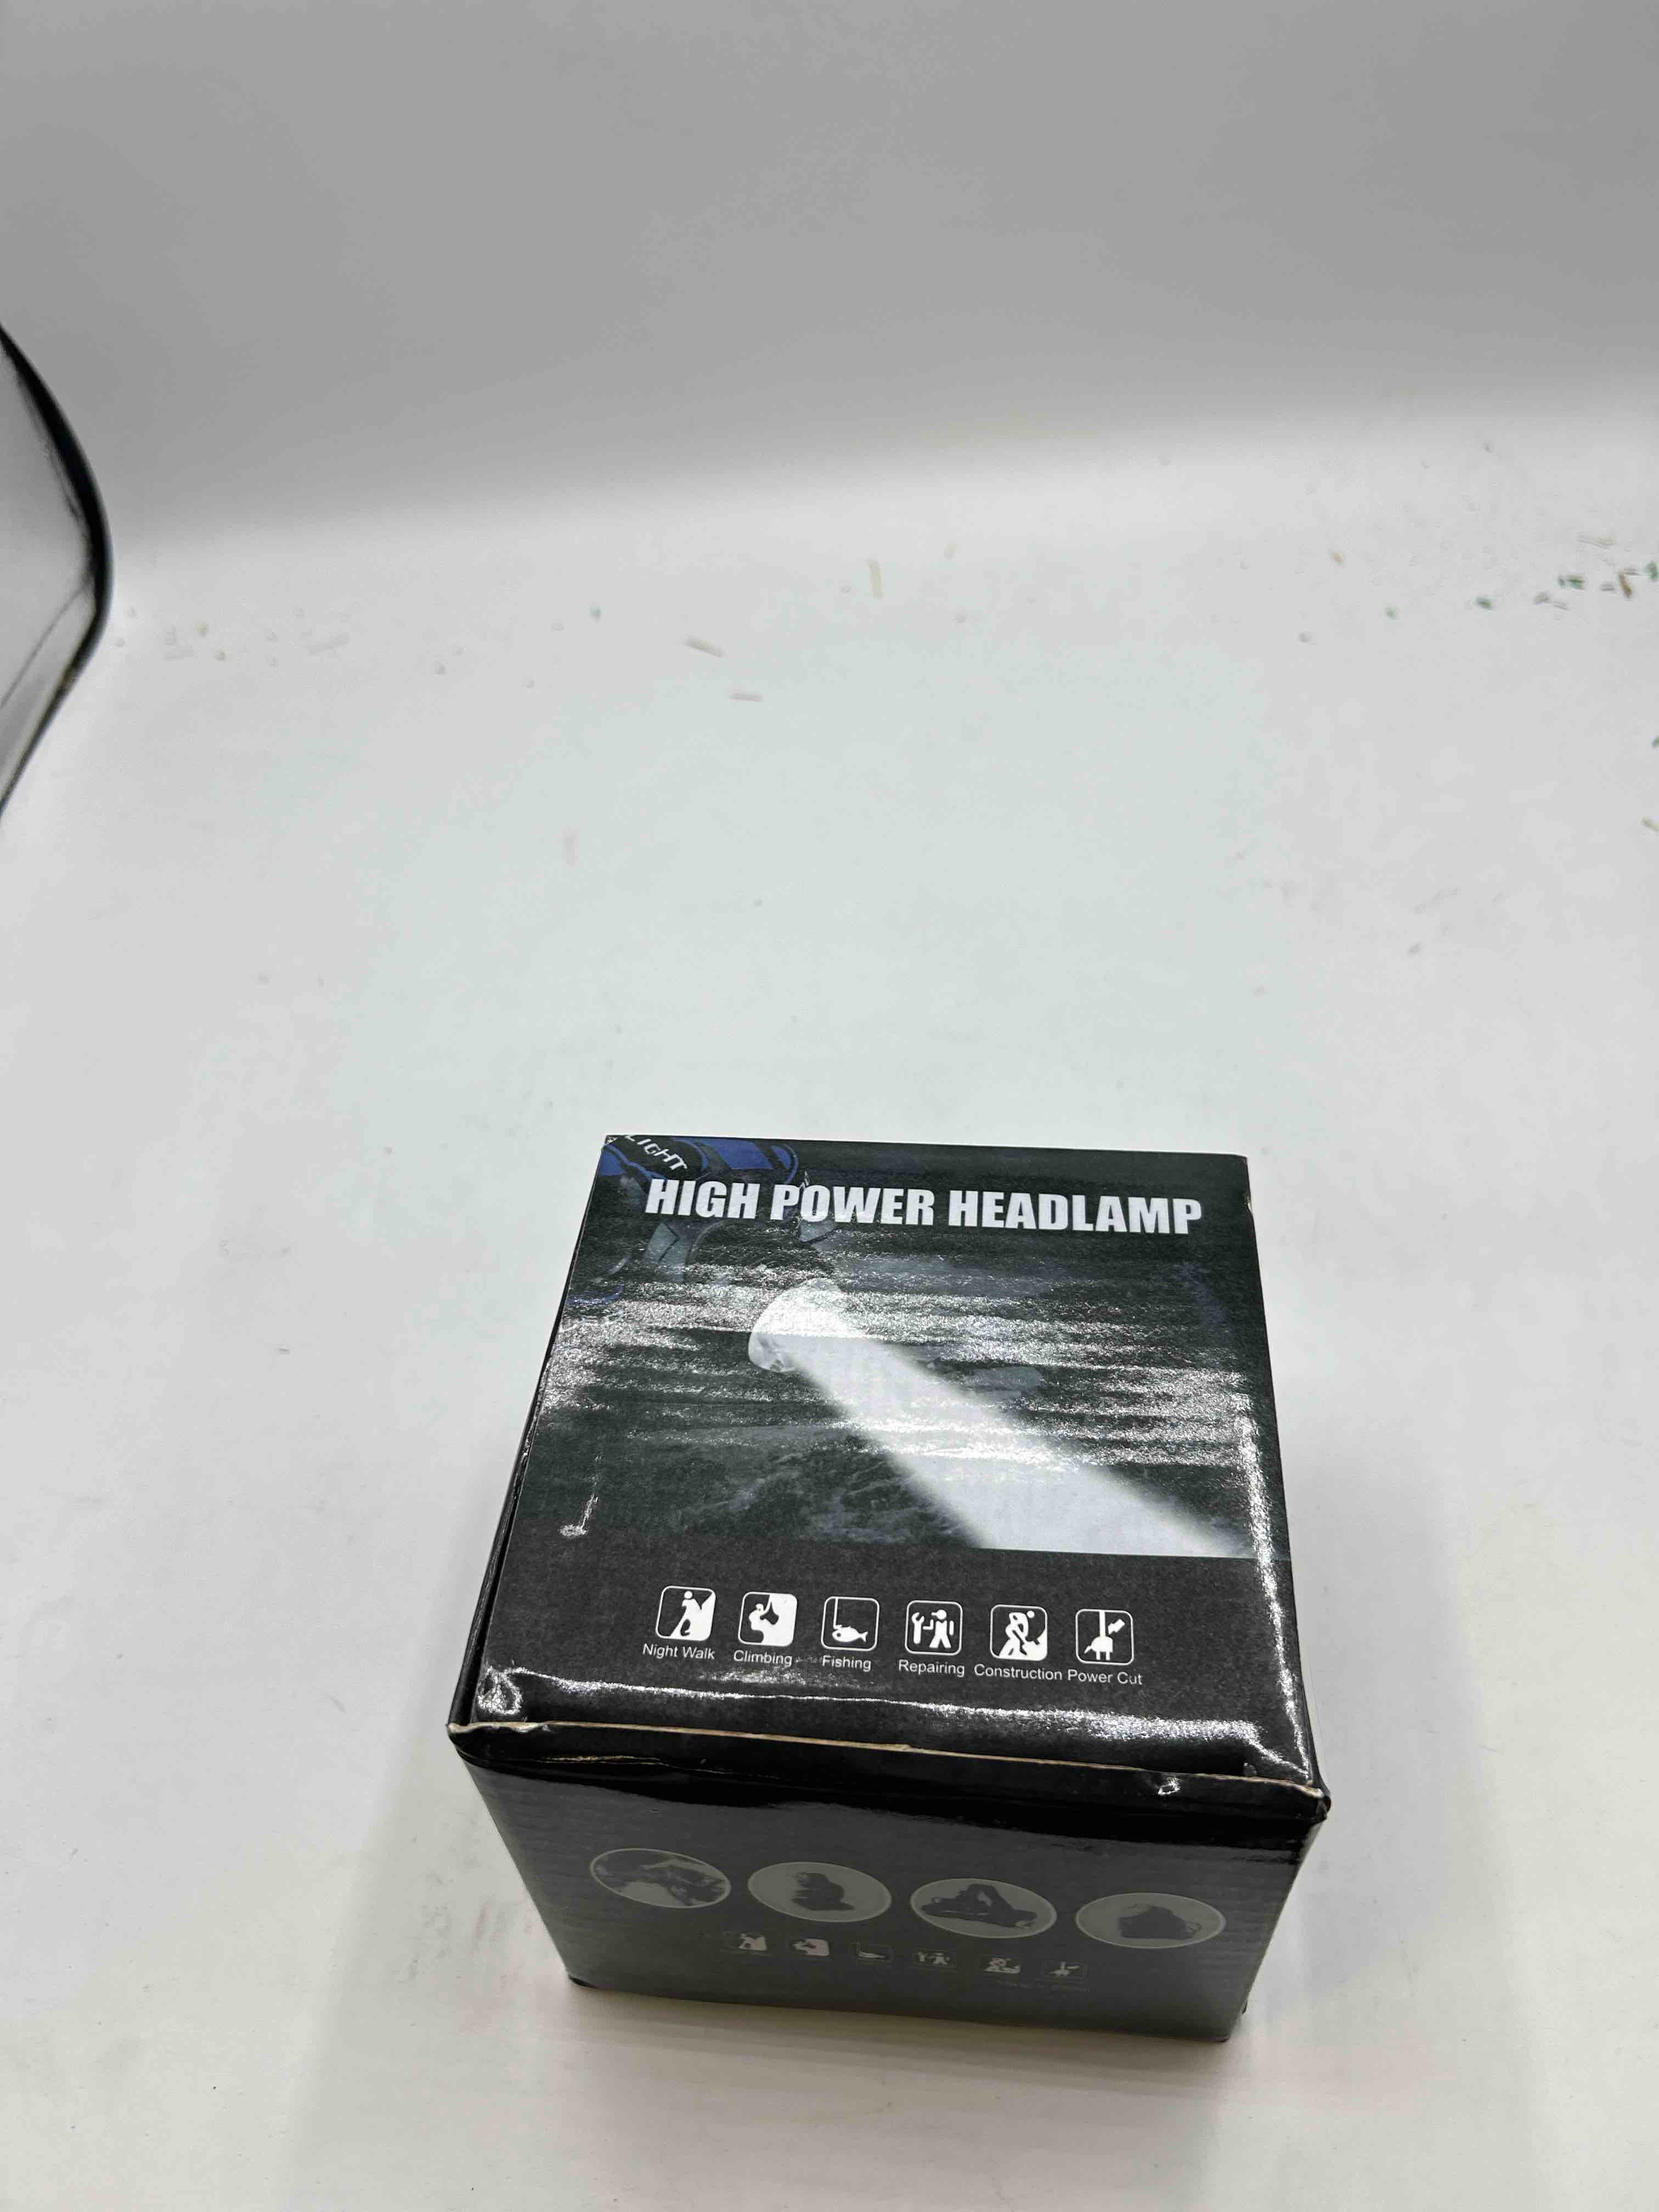 LIGHT
HIGH POWER HEADLAMP
Night Walk Climbing Fishing Repairing Construction Power Cut